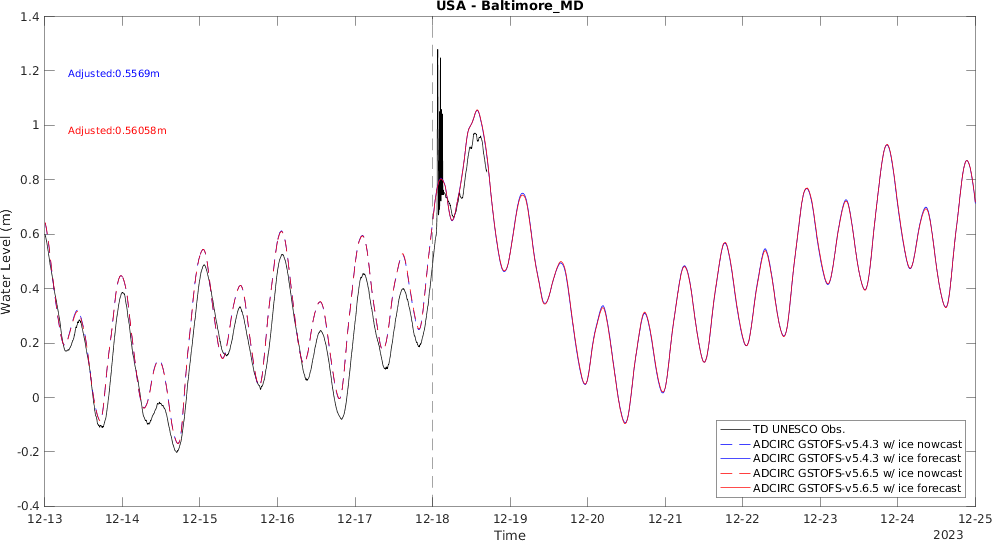 USA - Baltimore_MD
1.4
1.2
1
0.8
0.6
0.4
0.2
0
-0.2
-0.4
Water Level (m)
Adjusted:0.5569m
Adjusted:0.56058m
TD UNESCO Obs.
ADCIRC GSTOFS-v5.4.3 w/ ice nowcast
ADCIRC GSTOFS-v5.4.3 w/ ice forecast
ADCIRC GSTOFS-v5.6.5 w/ ice nowcast
ADCIRC GSTOFS-v5.6.5 w/ ice forecast
12-13 12-14 12-15 12-16 12-17 12-18 12-19 12-20 12-21 12-22 12-23 12-24 12-25
Time
2023